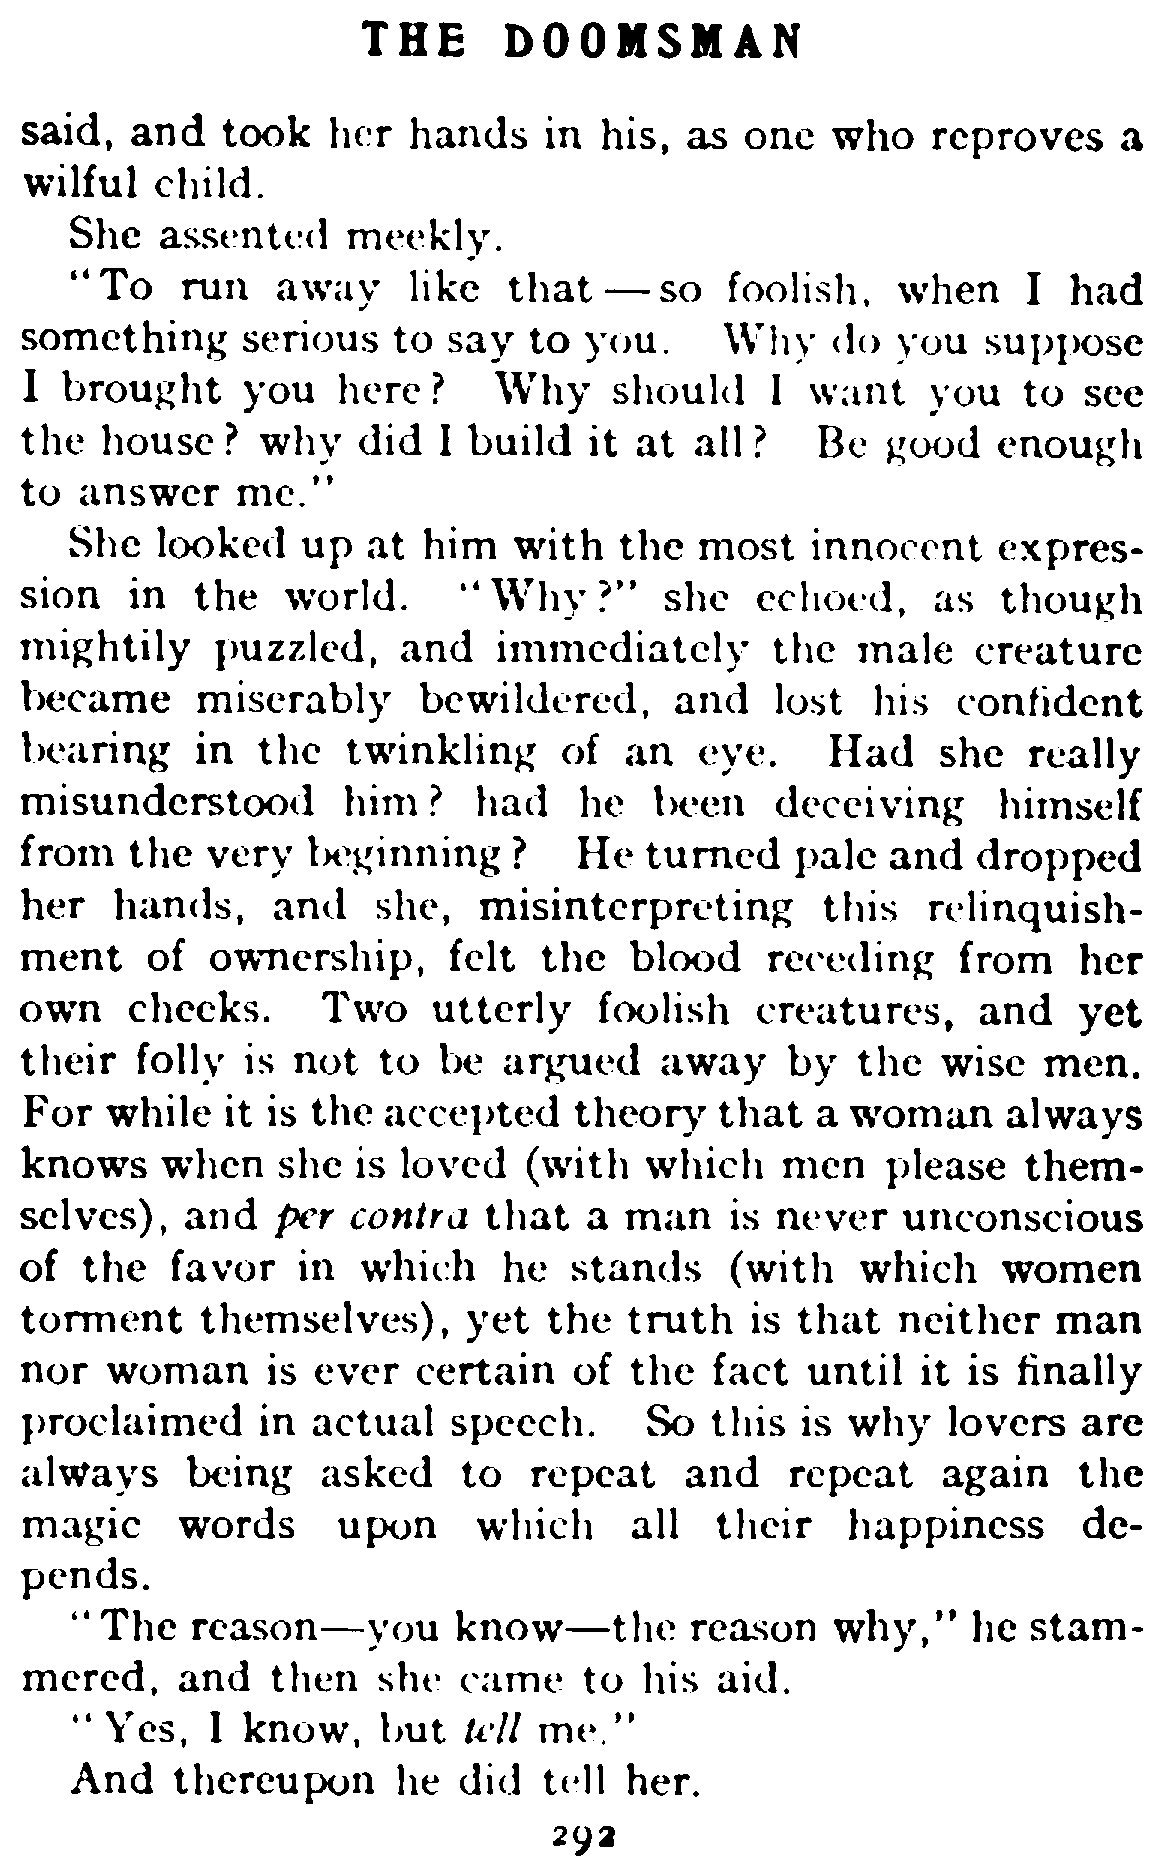 THE DOOMSMAN
said, and took her hands in his, as one who reproves a
wilful child.
She assented meekly.
"To run away like that — so foolish, when I had
something serious to say to you. Why do you suppose
I brought you here? Why should I want you to see
the house? why did I build it at all? Be good enough
to answer me."
She looked up at him with the most innocent expres-
sion in the world. "Why?" she echoed, as though
mightily puzzled, and immediately the male creature
became miserably bewildered, and lost his confident
bearing in the twinkling of an eye. Had she really
misunderstood him? had he been deceiving himself
from the very beginning? He turned pale and dropped
her hands, and she, misinterpreting this relinquish-
ment of ownership, felt the blood receding from her
own cheeks. Two utterly foolish creatures, and yet
their folly is not to be argued away by the wise men.
For while it is the accepted theory that a woman always
knows when she is loved (with which men please them-
selves), and per contra that a man is never unconscious
of the favor in which he stands (with which women
torment themselves), yet the truth is that neither man
nor woman is ever certain of the fact until it is finally
proclaimed in actual speech. So this is why lovers are
always being asked to repeat and repeat again the
magic words upon which all their happiness de-
pends.
"The reason—you know—the reason why," he stam-
mered, and then she came to his aid.
"Yes, I know, but tell me."
And thereupon he did tell her.
292